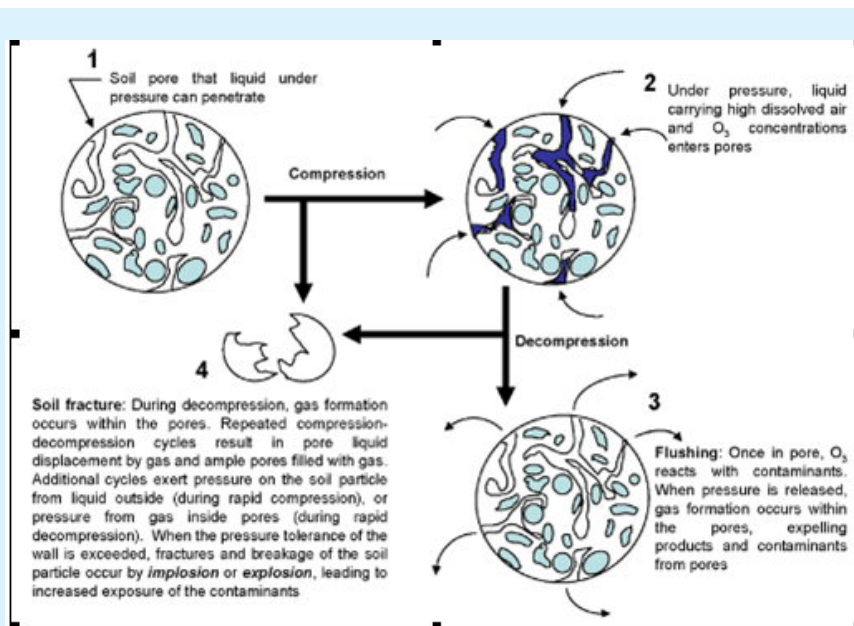 1
Soil pore that liquid under
pressure can penetrate
Compression
2
Under pressure, liquid
carrying high dissolved air
and O3 concentrations
enters pores
Decompression
3
Flushing: Once in pore, O3
reacts with contaminants.
When pressure is released,
gas formation occurs within
the pores, expelling
products and contaminants
from pores
4
Soil fracture: During decompression, gas formation
occurs within the pores. Repeated compression-
decompression cycles result in pore liquid
displacement by gas and ample pores filled with gas.
Additional cycles exert pressure on the soil particle
from liquid outside (during rapid compression), or
pressure from gas inside pores (during rapid
decompression). When the pressure tolerance of the
wall is exceeded, fractures and breakage of the soil
particle occur by implosion or explosion, leading to
increased exposure of the contaminants